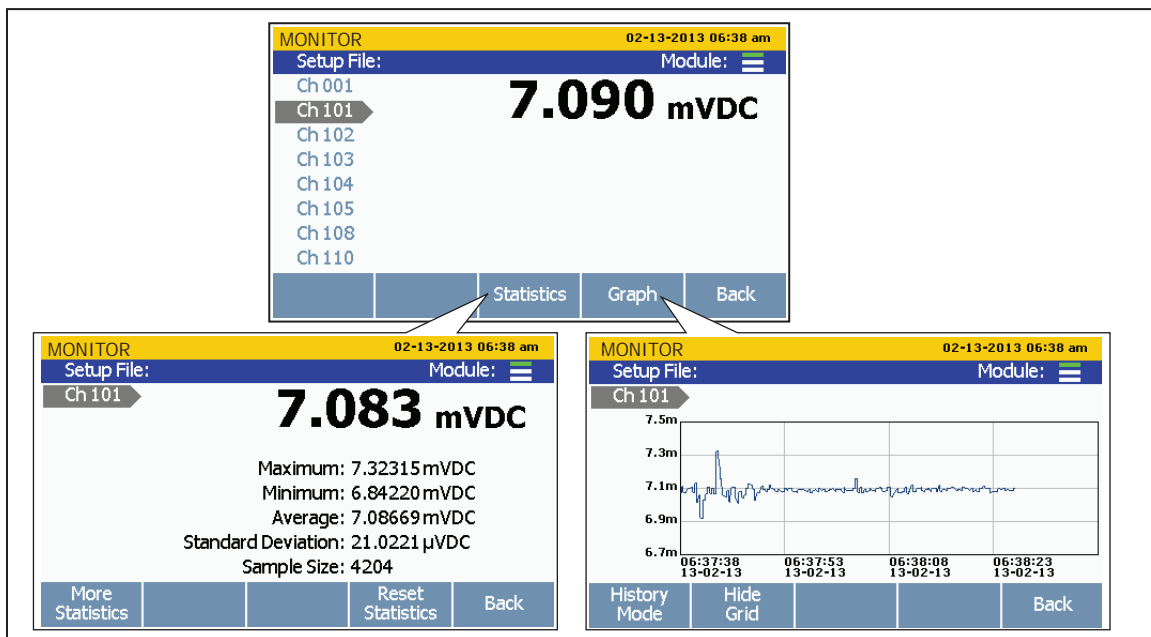 MONITOR 02-13-2013 06:38 am
Setup File: Module:
Ch 001
Ch 101
7.090 mVDC
Ch 102
Ch 103
Ch 104
Ch 105
Ch 108
Ch 110
Statistics Graph Back
MONITOR 02-13-2013 06:38 am
Setup File: Module:
Ch 101
7.083 mVDC
Maximum: 7.32315 mVDC
Minimum: 6.84220 mVDC
Average: 7.08669 mVDC
Standard Deviation: 21.0221 µVDC
Sample Size: 4204
More Statistics
Reset Statistics
Back
MONITOR 02-13-2013 06:38 am
Setup File: Module:
Ch 101
7.5m
7.3m
7.1m
6.9m
6.7m
06:37:38 06:37:53 06:38:08 06:38:23
13-02-13 13-02-13 13-02-13 13-02-13
History Mode
Hide Grid
Back